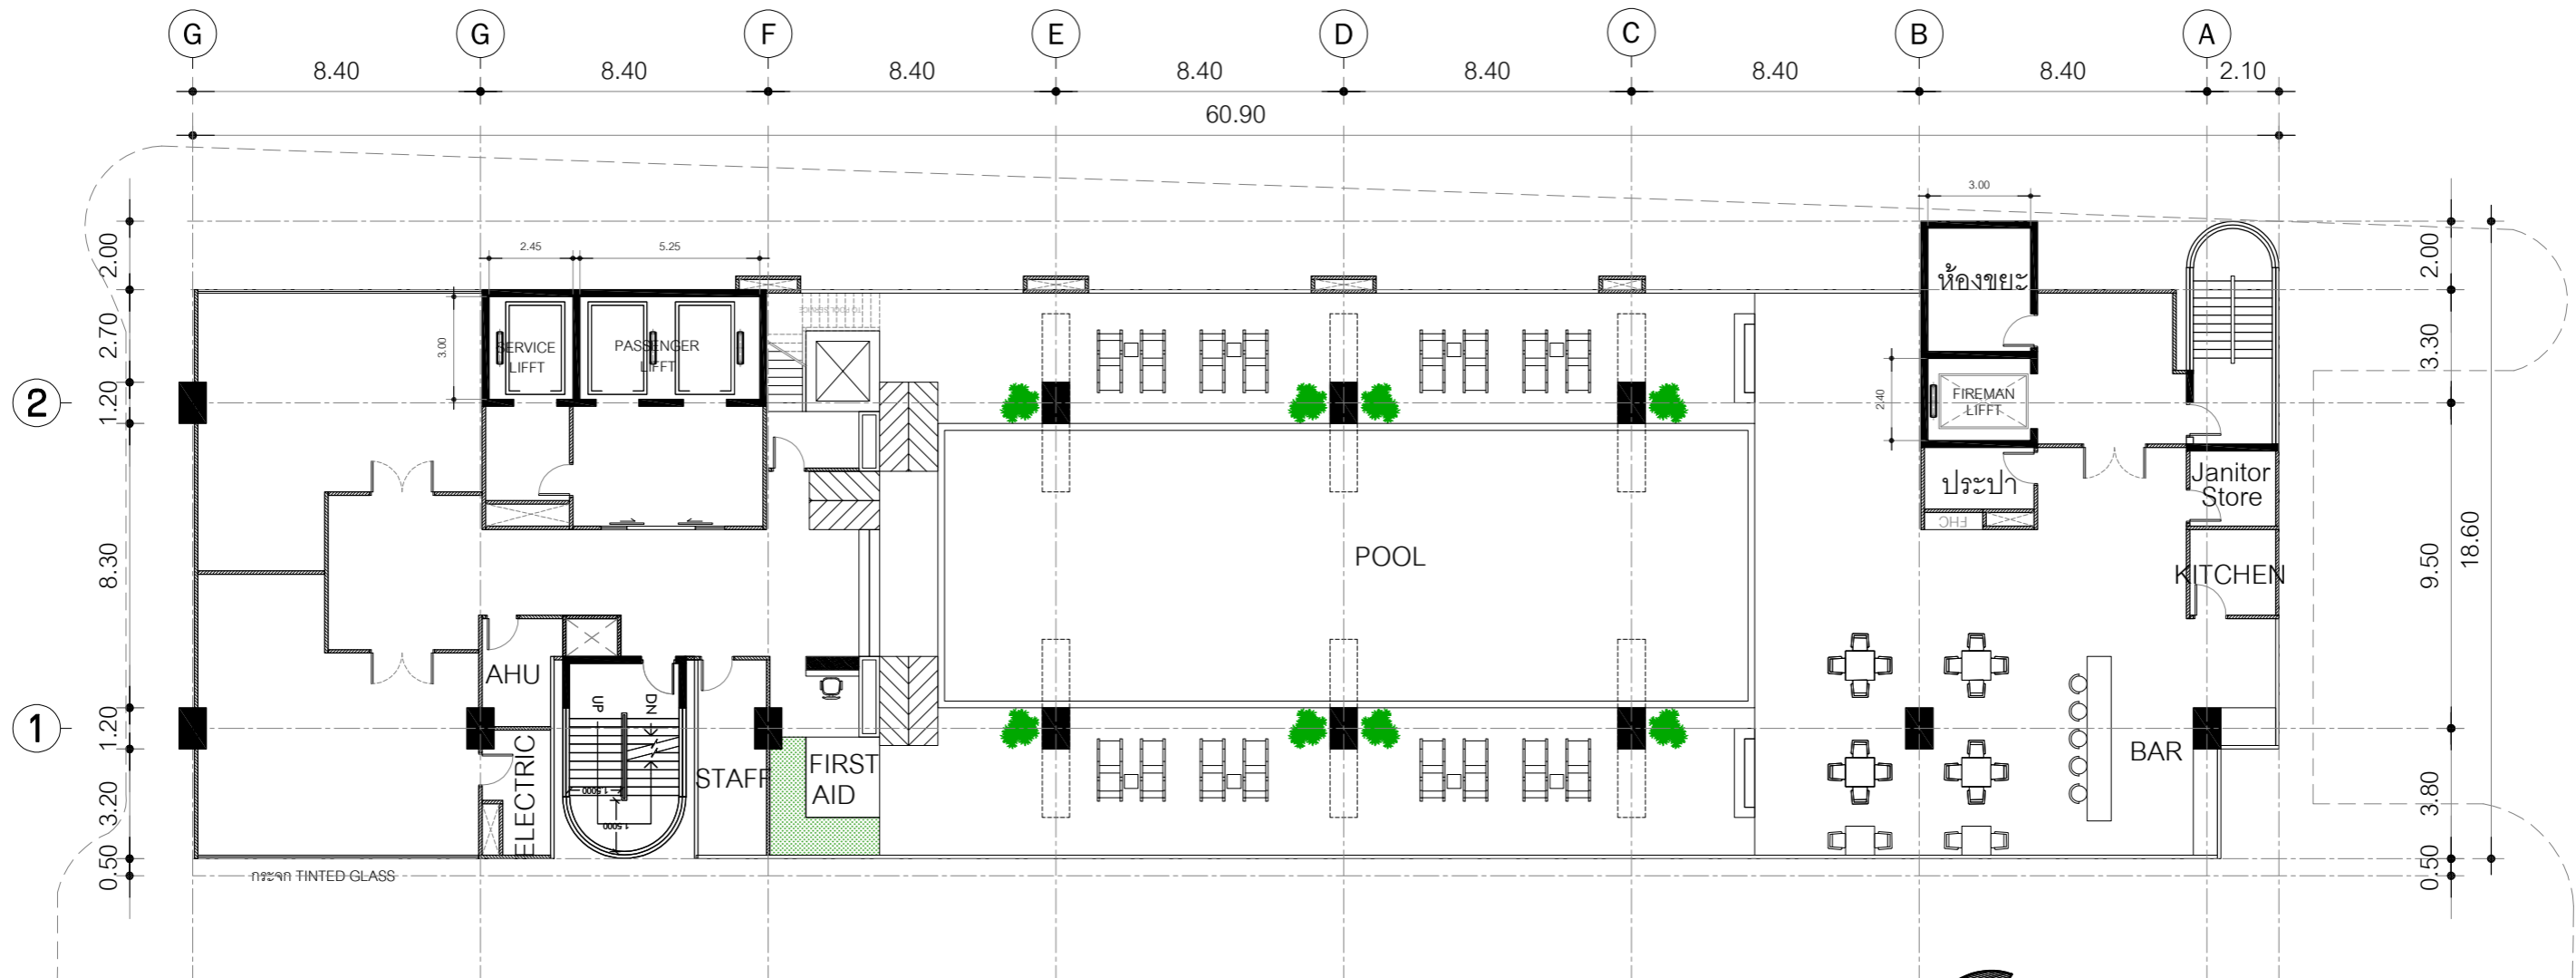 G G F E D C B A
8.40 8.40 8.40 8.40 8.40 8.40 8.40 2.10
60.90
3.00
2.45 5.25
2.00
2.70
1.20
8.30
1.20
3.20
0.50
2
1
3.00
SERVICE
LIFFT
PASSENGER
LIFFT
ห้องขยะ
2.40
FIREMAN
LIFFT
ประปา
FHC
Janitor
Store
KITCHEN
POOL
AHU
UP
DN
1.5000
1.5000
ELECTRIC
STAFF
FIRST
AID
BAR
กระจก TINTED GLASS
2.00
3.30
9.50
18.60
3.80
0.50